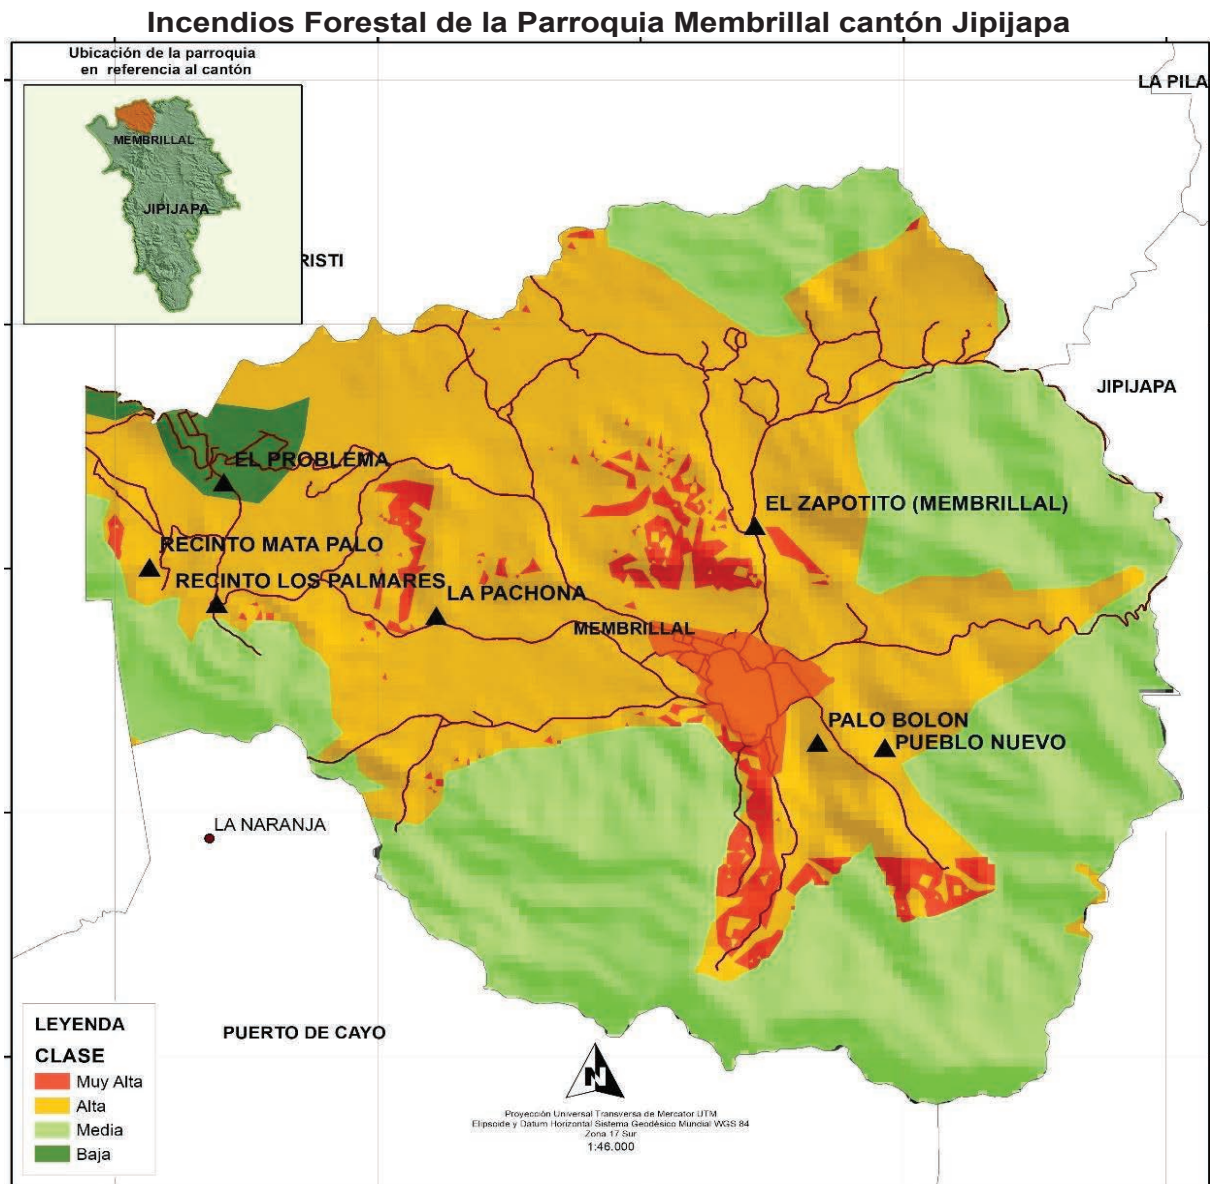 Incendios Forestal de la Parroquia Membrillal cantón Jipijapa
Ubicación de la parroquia
en referencia al cantón
MEMBRILLAL
JIPIJAPA
LA PILA
RISTI
JIPIJAPA
EL PROBLEMA
EL ZAPOTITO (MEMBRILLAL)
RECINTO MATA PALO
RECINTO LOS PALMARES
LA PACHONA
MEMBRILLAL
PALO BOLON
PUEBLO NUEVO
LA NARANJA
PUERTO DE CAYO
LEYENDA
CLASE
Muy Alta
Alta
Media
Baja
N
Proyección Universal Transversa de Mercator UTM
Elipsoide y Datum Horizontal Sistema Geodésico Mundial WGS 84
Zona 17 Sur
1:46.000